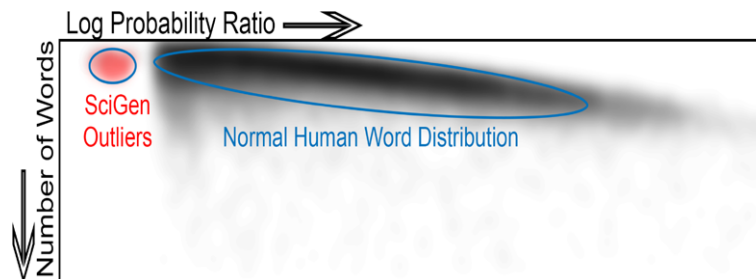 Log Probability Ratio
Number of Words
SciGen
Outliers
Normal Human Word Distribution